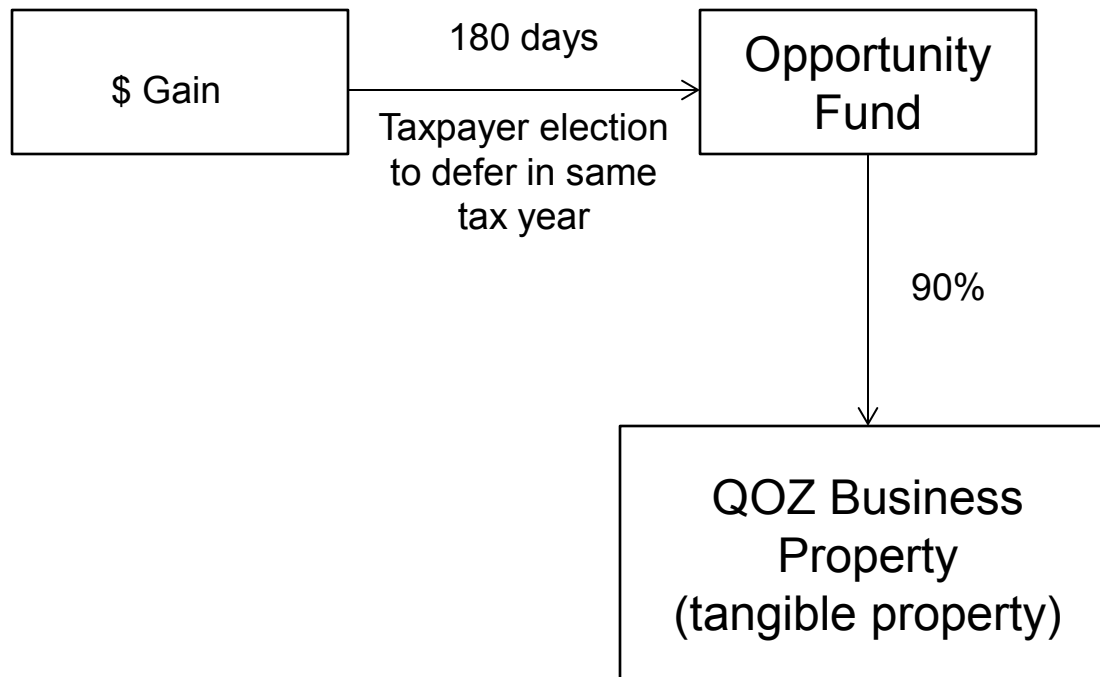 $ Gain
180 days
Taxpayer election
to defer in same
tax year
Opportunity
Fund
90%
QOZ Business
Property
(tangible property)